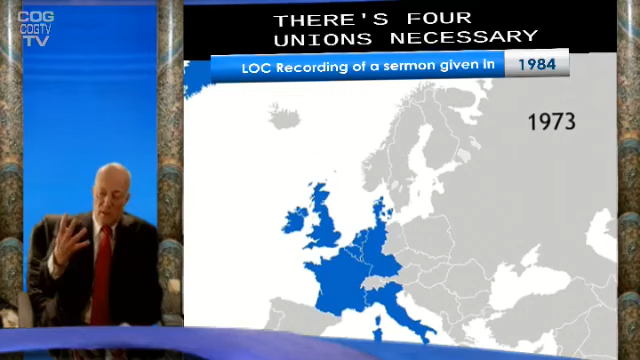 COG
COGTV
TV
THERE'S FOUR
UNIONS NECESSARY
LOC Recording of a sermon given in 1984
1973